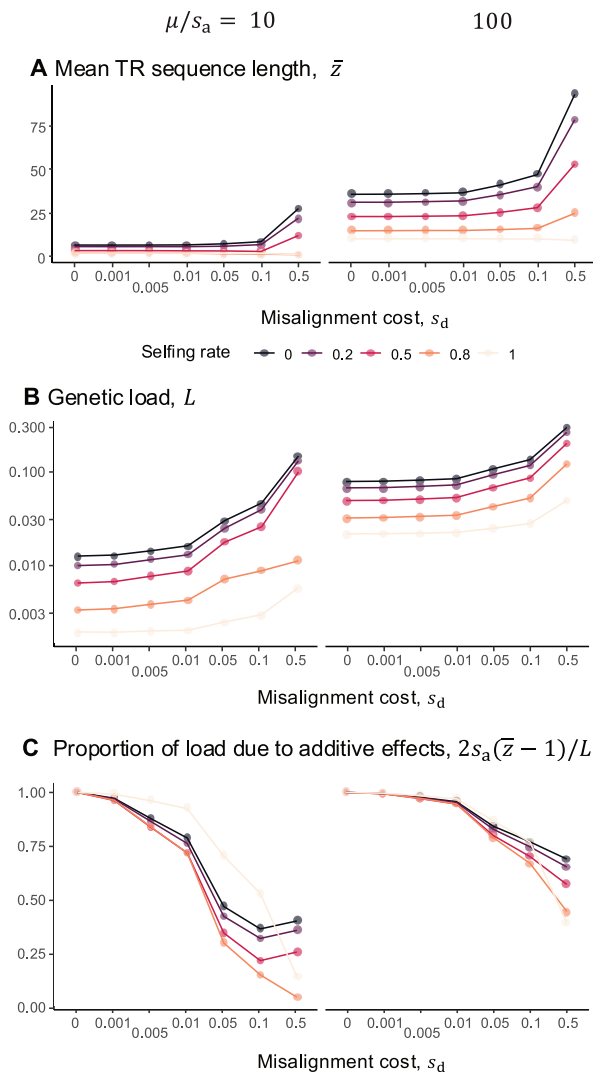 μ/sₐ = 10 100
A Mean TR sequence length, z̄
75
50
25
0
0 0.001 0.01 0.05 0.1 0.5 0 0.001 0.01 0.05 0.1 0.5
0.005 0.005
Misalignment cost, s_d
Selfing rate 0 0.2 0.5 0.8 1
B Genetic load, L
0.300
0.100
0.030
0.010
0.003
0 0.001 0.01 0.05 0.1 0.5 0 0.001 0.01 0.05 0.1 0.5
0.005 0.005
Misalignment cost, s_d
C Proportion of load due to additive effects, 2sₐ(z̄ − 1)/L
1.00
0.75
0.50
0.25
0.00
0 0.001 0.01 0.05 0.1 0.5 0 0.001 0.01 0.05 0.1 0.5
0.005 0.005
Misalignment cost, s_d